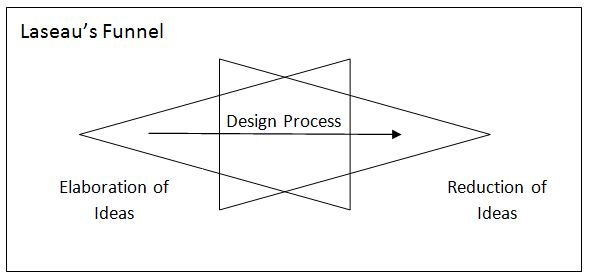 Laseau's Funnel
Design Process
Elaboration of
Ideas
Reduction of
Ideas